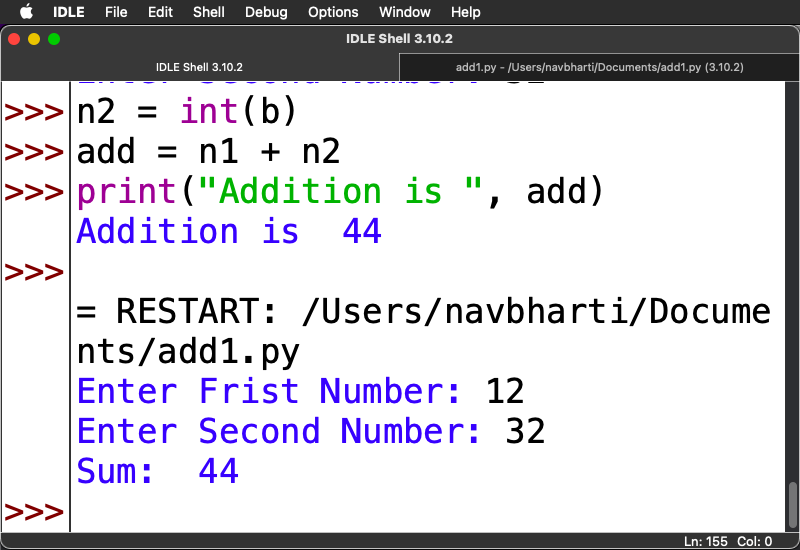 IDLE File Edit Shell Debug Options Window Help
IDLE Shell 3.10.2
IDLE Shell 3.10.2 add1.py – /Users/navbharti/Documents/add1.py (3.10.2)
>>> n2 = int(b)
>>> add = n1 + n2
>>> print("Addition is ", add)
Addition is  44
>>>
= RESTART: /Users/navbharti/Docume
nts/add1.py
Enter Frist Number: 12
Enter Second Number: 32
Sum:  44
>>>
Ln: 155 Col: 0